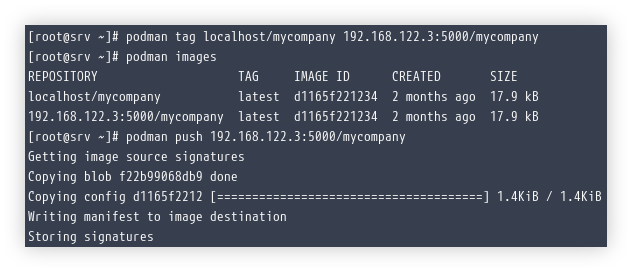 [root@srv ~]# podman tag localhost/mycompany 192.168.122.3:5000/mycompany
[root@srv ~]# podman images
REPOSITORY                    TAG     IMAGE ID      CREATED       SIZE
localhost/mycompany           latest  d1165f221234  2 months ago  17.9 kB
192.168.122.3:5000/mycompany  latest  d1165f221234  2 months ago  17.9 kB
[root@srv ~]# podman push 192.168.122.3:5000/mycompany
Getting image source signatures
Copying blob f22b99068db9 done
Copying config d1165f2212 [======================================] 1.4KiB / 1.4KiB
Writing manifest to image destination
Storing signatures